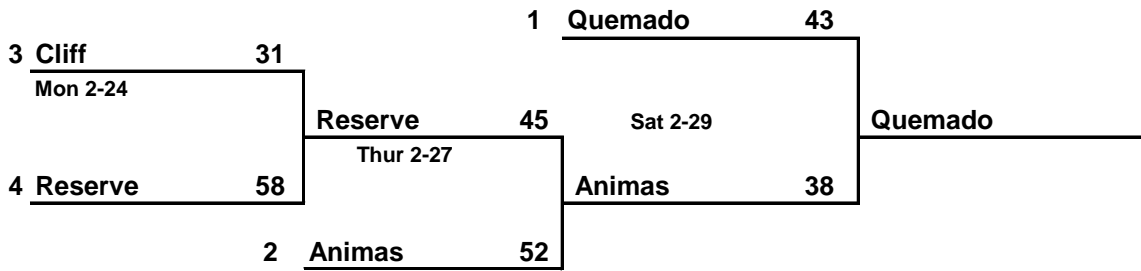 1 Quemado 43
3 Cliff 31
Mon 2-24
Reserve 45 Sat 2-29 Quemado
Thur 2-27
4 Reserve 58 Animas 38
2 Animas 52